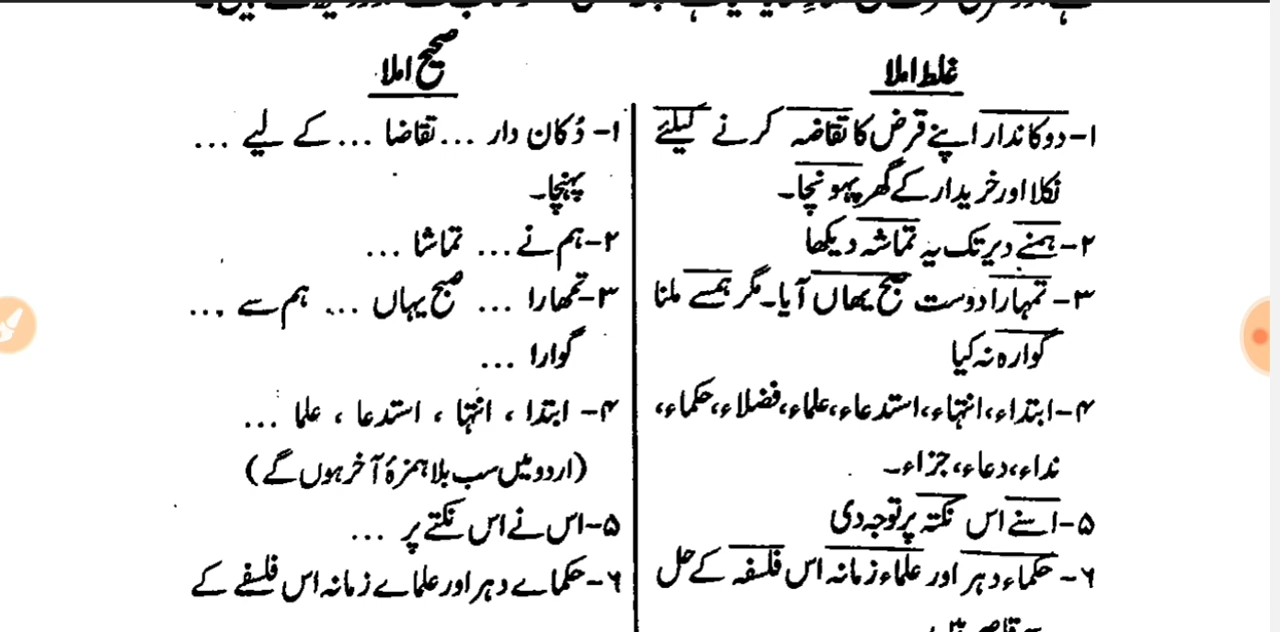 غلط املا
۱- دوکاندار اپنے قرض کا تقاضہ کرنے کیلئے
نکلا اور خریدار کے گھر پہونچا۔
۲- ہمنے دیر تک یہ تماشہ دیکھا
۳- تمہارا دوست صبح یھاں آیا۔ مگر ہمسے ملنا
گوارہ نہ کیا
۴- ابتداء، انتہاء، استدعاء، علماء، فضلاء، حکماء،
نداء، دعاء، جزاء۔
۵- اسنے اس نکتہ پر توجہ دی
۶- حکماء دہر اور علماء زمانہ اس فلسفہ کے حل
صحیح املا
۱- دُکان دار ... تقاضا ... کے لیے ...
پہنچا۔
۲- ہم نے ... تماشا ...
۳- تمھارا ... صبح یہاں ... ہم سے ...
گوارا ...
۴- ابتدا ، انتہا ، استدعا ، علما ...
(اردو میں سب بلا ہمزۂ آخر ہوں گے)
۵- اس نے اس نکتے پر ...
۶- حکماے دہر اور علماے زمانہ اس فلسفے کے